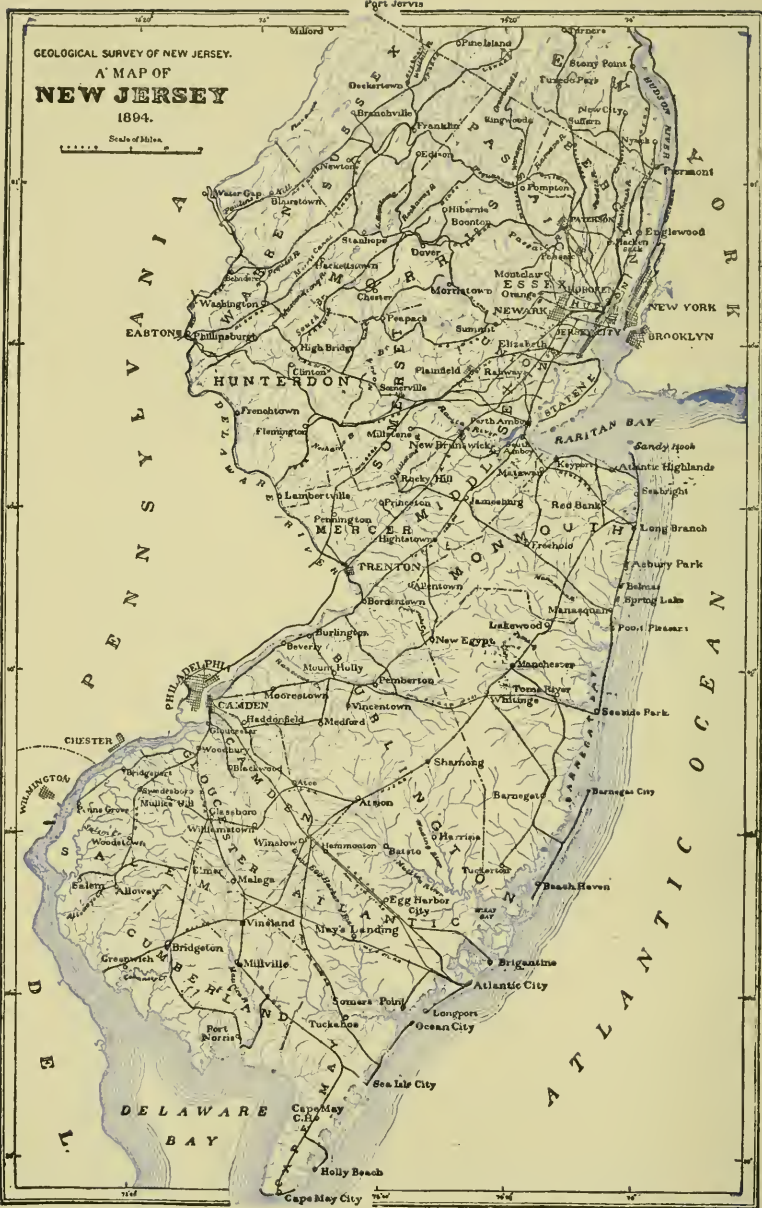 Port Jervis
GEOLOGICAL SURVEY OF NEW JERSEY.
A MAP OF
NEW JERSEY
1894.
Scale of Miles.
Milford
Pine Island
Turners
Stony Point
Deckertown
Tuxedo Park
HUDSON RIVER
Branchville
Ringwood
New City
Suffern
Franklin
Nyack
Edison
Piermont
Newton
SUSSEX
PASSAIC
BERGEN
NEW YORK
Water Gap
Blairstown
Pompton
Hibernia
Boonton
PATERSON
Englewood
Stanhope
Dover
Passaic
Hackettstown
WARREN
MORRIS
Montclair
ESSEX
HOBOKEN
Belvidere
Chester
Morristown
Orange
HUDSON
Washington
NEWARK
NEW YORK
Peapack
Summit
JERSEY CITY
BROOKLYN
EASTON
Phillipsburg
High Bridge
Elizabeth
UNION
Clinton
Plainfield
Rahway
HUNTERDON
Somerville
SOMERSET
STATEN I.
Frenchtown
Perth Amboy
RARITAN BAY
Flemington
Millstone
New Brunswick
South Amboy
Sandy Hook
MIDDLESEX
Matawan
Keyport
Atlantic Highlands
DELAWARE RIVER
Rocky Hill
Seabright
Lambertville
Princeton
Jamesburg
Red Bank
Pennington
MERCER
Long Branch
Hightstown
Freehold
MONMOUTH
TRENTON
Asbury Park
Allentown
Belmar
Bordentown
Spring Lake
Manasquan
Burlington
Lakewood
Point Pleasant
Beverly
New Egypt
Mount Holly
Manchester
PENNSYLVANIA
PHILADELPHIA
Pemberton
Moorestown
Toms River
Whitings
CAMDEN
Vincentown
Seaside Park
Haddonfield
Medford
BURLINGTON
Gloucester
BARNEGAT BAY
CHESTER
Woodbury
Shamong
Blackwood
Bridgeport
WILMINGTON
Swedesboro
Atco
Barnegat
Barnegat City
Penns Grove
Mullica Hill
Glassboro
CAMDEN
Atsion
Woodstown
Williamstown
GLOUCESTER
Harrisa
Winslow
Hammonton
Batsto
SALEM
Elmer
Tuckerton
Salem
Alloway
Malaga
Beach Haven
Egg Harbor
City
ATLANTIC
Vineland
May's Landing
Bridgeton
Greenwich
Millville
Brigantine
CUMBERLAND
Atlantic City
Somers Point
Longport
Tuckahoe
Ocean City
Port
Norris
Sea Isle City
ATLANTIC OCEAN
DEL.
DELAWARE
BAY
CAPE MAY
Cape May
C.H.
Holly Beach
Cape May City